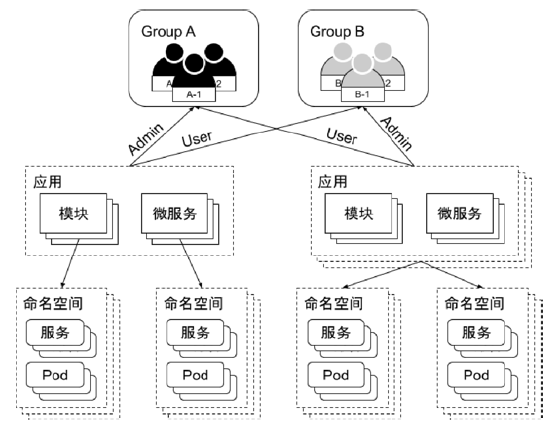 Group A
Group B
A
2
A-1
B
2
B-1
Admin
User
User
Admin
应用
模块
微服务
应用
模块
微服务
命名空间
服务
Pod
命名空间
服务
Pod
命名空间
服务
Pod
命名空间
服务
Pod